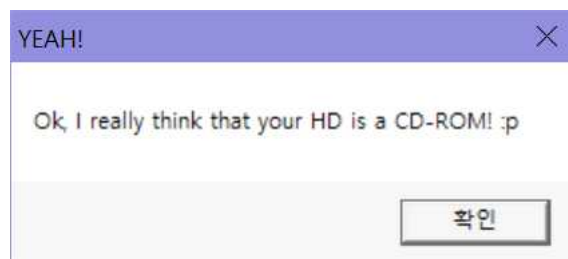 YEAH!
Ok, I really think that your HD is a CD-ROM! :p
확인